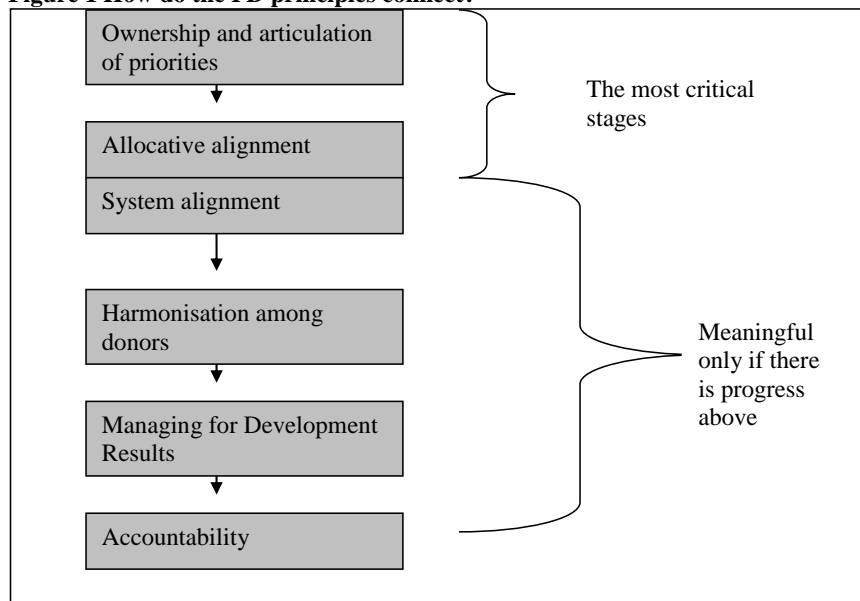 Ownership and articulation
of priorities
The most critical
stages
Allocative alignment
System alignment
Harmonisation among
donors
Meaningful
only if there
is progress
above
Managing for Development
Results
Accountability